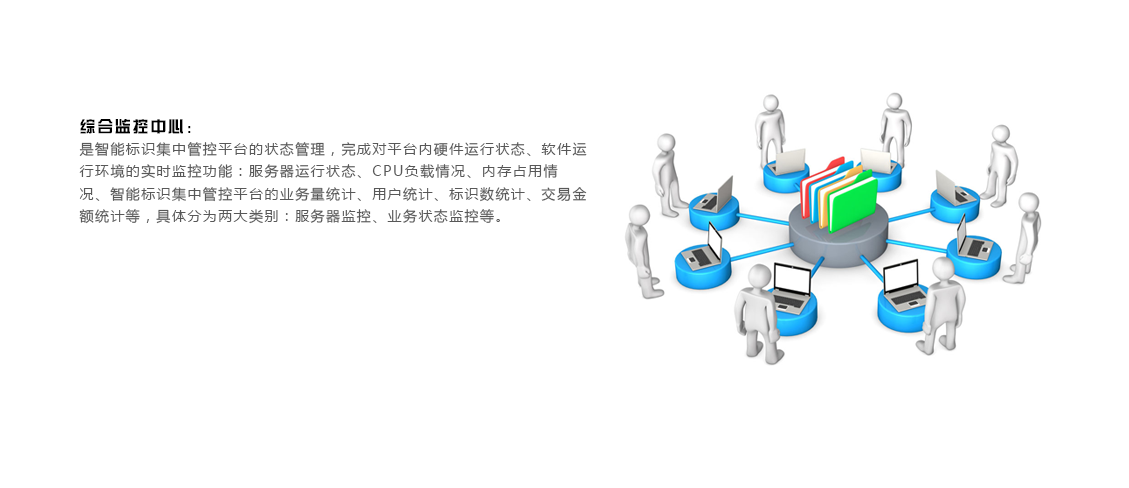 综合监控中心：
是智能标识集中管控平台的状态管理，完成对平台内硬件运行状态、软件运
行环境的实时监控功能：服务器运行状态、CPU负载情况、内存占用情
况、智能标识集中管控平台的业务量统计、用户统计、标识数统计、交易金
额统计等，具体分为两大类别：服务器监控、业务状态监控等。